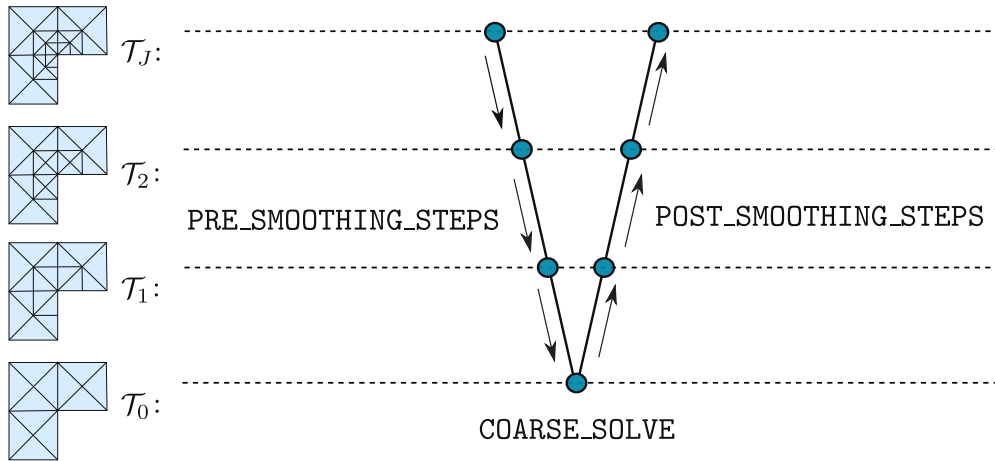 𝒯_J:
𝒯_2:
PRE_SMOOTHING_STEPS
POST_SMOOTHING_STEPS
𝒯_1:
𝒯_0:
COARSE_SOLVE